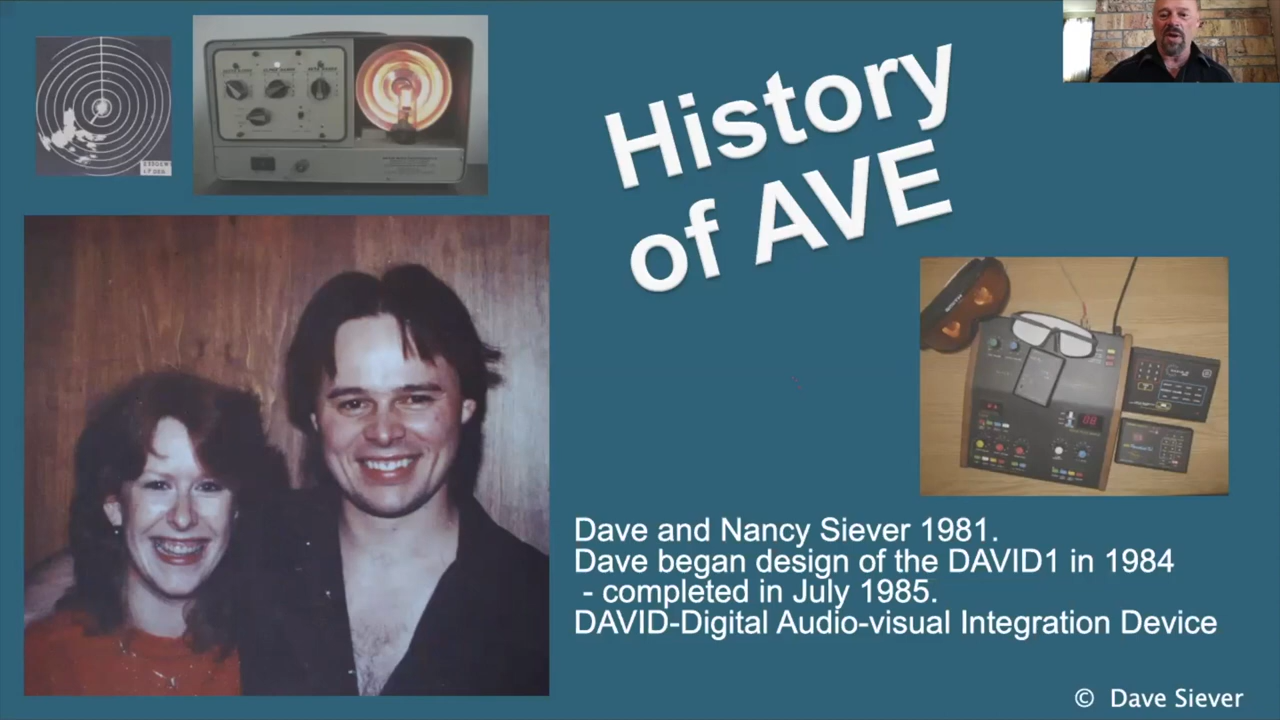 History
of AVE
Dave and Nancy Siever 1981.
Dave began design of the DAVID1 in 1984
- completed in July 1985.
DAVID-Digital Audio-visual Integration Device
© Dave Siever